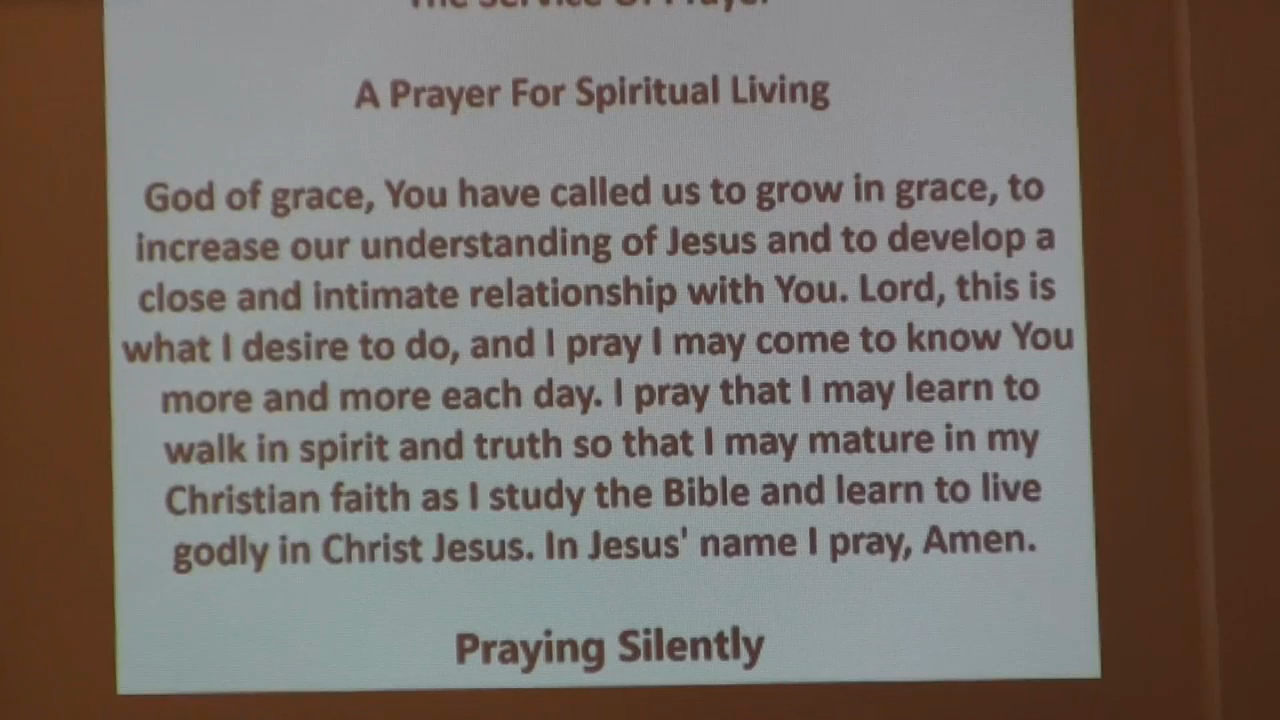 The Service Of Prayer
A Prayer For Spiritual Living
God of grace, You have called us to grow in grace, to
increase our understanding of Jesus and to develop a
close and intimate relationship with You. Lord, this is
what I desire to do, and I pray I may come to know You
more and more each day. I pray that I may learn to
walk in spirit and truth so that I may mature in my
Christian faith as I study the Bible and learn to live
godly in Christ Jesus. In Jesus' name I pray, Amen.
Praying Silently